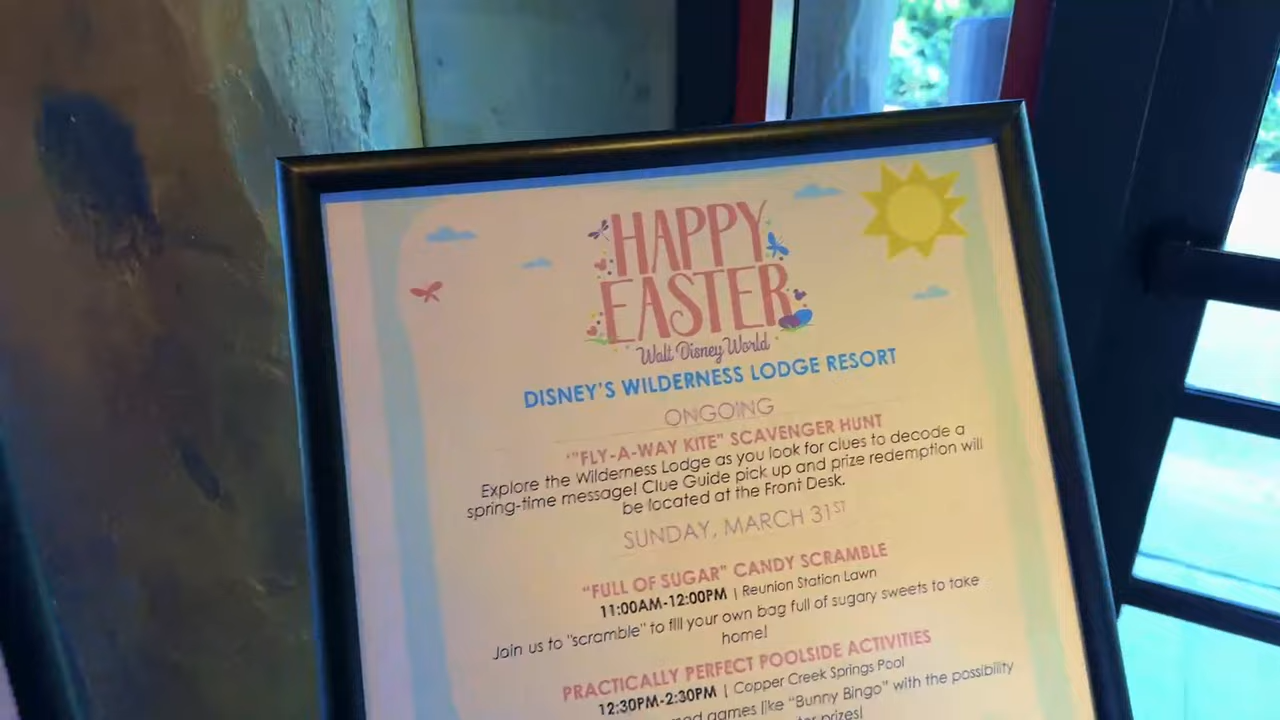 HAPPY
EASTER
Walt Disney World
DISNEY'S WILDERNESS LODGE RESORT
ONGOING
'"FLY-A-WAY KITE" SCAVENGER HUNT
Explore the Wilderness Lodge as you look for clues to decode a
spring-time message! Clue Guide pick up and prize redemption will
be located at the Front Desk.
SUNDAY, MARCH 31ST
"FULL OF SUGAR" CANDY SCRAMBLE
11:00AM-12:00PM | Reunion Station Lawn
Join us to "scramble" to fill your own bag full of sugary sweets to take
home!
PRACTICALLY PERFECT POOLSIDE ACTIVITIES
12:30PM-2:30PM | Copper Creek Springs Pool
games like "Bunny Bingo" with the possibility
prizes!